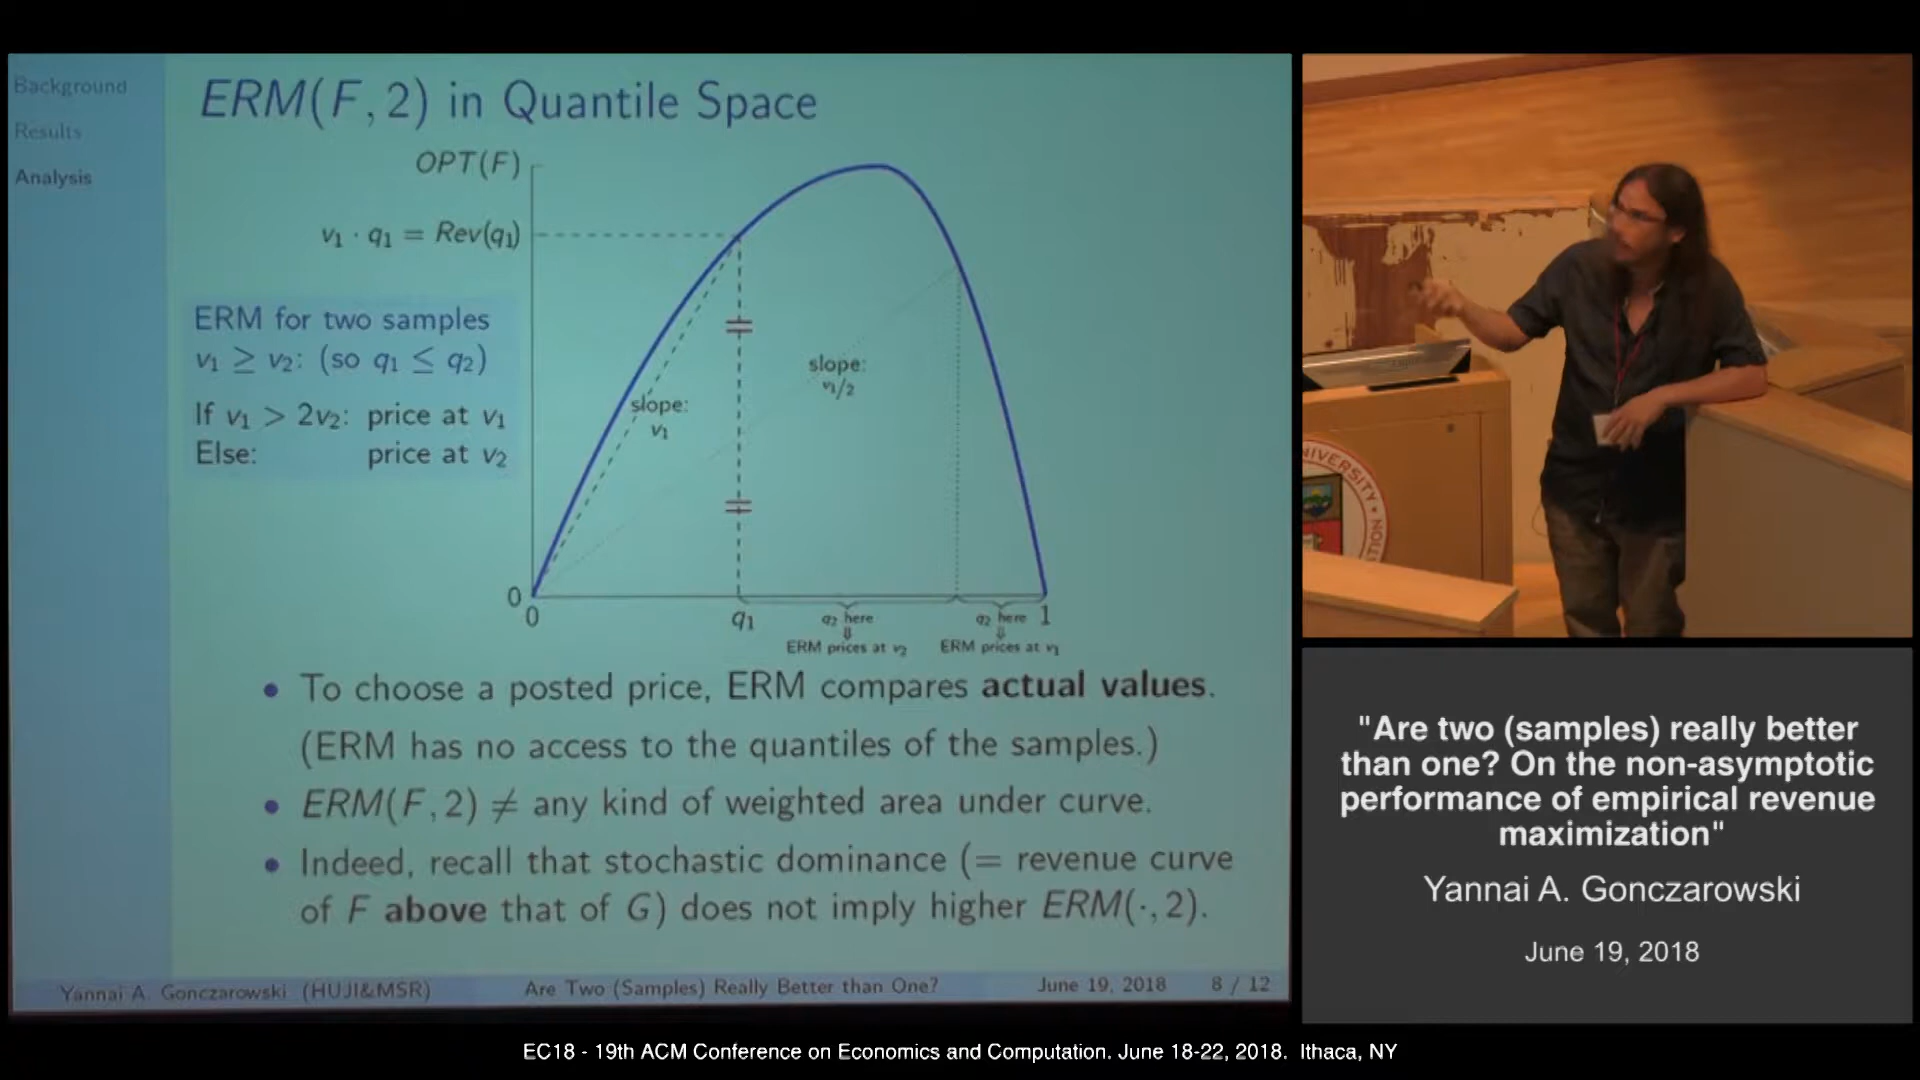 Background
Results
Analysis
ERM(F, 2) in Quantile Space
OPT(F)
v₁ · q₁ = Rev(q₁)
ERM for two samples
v₁ ≥ v₂: (so q₁ ≤ q₂)
If v₁ > 2v₂: price at v₁
Else: price at v₂
slope:
v₁
slope:
v₁/2
0
0
q₁
q₂ here
⇓
ERM prices at v₂
q₂ here
⇓
ERM prices at v₁
1
• To choose a posted price, ERM compares actual values.
(ERM has no access to the quantiles of the samples.)
• ERM(F, 2) ≠ any kind of weighted area under curve.
• Indeed, recall that stochastic dominance (= revenue curve
of F above that of G) does not imply higher ERM(·, 2).
Yannai A. Gonczarowski (HUJI&MSR) Are Two (Samples) Really Better than One? June 19, 2018 8 / 12
"Are two (samples) really better
than one? On the non-asymptotic
performance of empirical revenue
maximization"
Yannai A. Gonczarowski
June 19, 2018
EC18 - 19th ACM Conference on Economics and Computation. June 18-22, 2018. Ithaca, NY